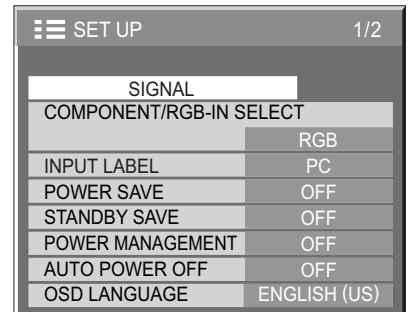 SET UP 1/2
SIGNAL
COMPONENT/RGB-IN SELECT
RGB
INPUT LABEL PC
POWER SAVE OFF
STANDBY SAVE OFF
POWER MANAGEMENT OFF
AUTO POWER OFF OFF
OSD LANGUAGE ENGLISH (US)